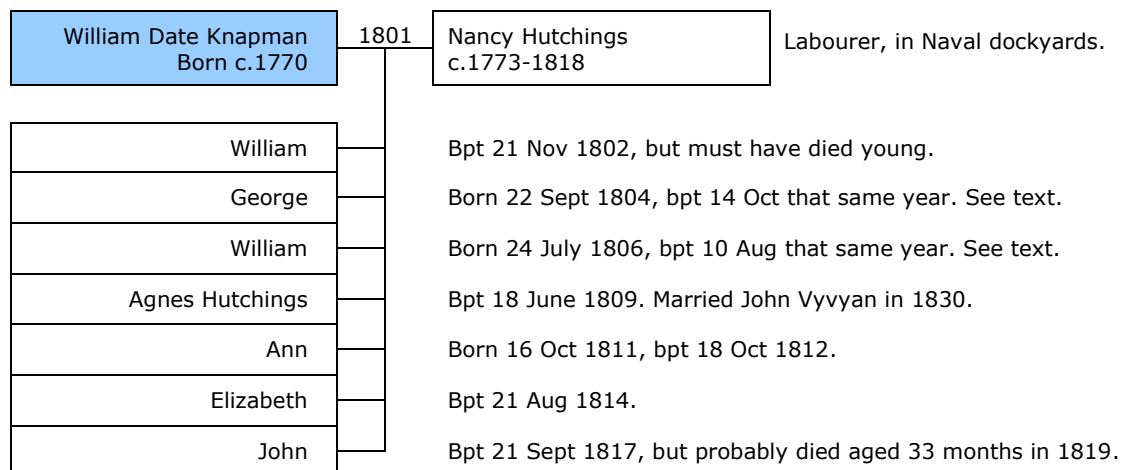 William Date Knapman
Born c.1770
1801
Nancy Hutchings
c.1773-1818
Labourer, in Naval dockyards.
William
Bpt 21 Nov 1802, but must have died young.
George
Born 22 Sept 1804, bpt 14 Oct that same year. See text.
William
Born 24 July 1806, bpt 10 Aug that same year. See text.
Agnes Hutchings
Bpt 18 June 1809. Married John Vyvyan in 1830.
Ann
Born 16 Oct 1811, bpt 18 Oct 1812.
Elizabeth
Bpt 21 Aug 1814.
John
Bpt 21 Sept 1817, but probably died aged 33 months in 1819.